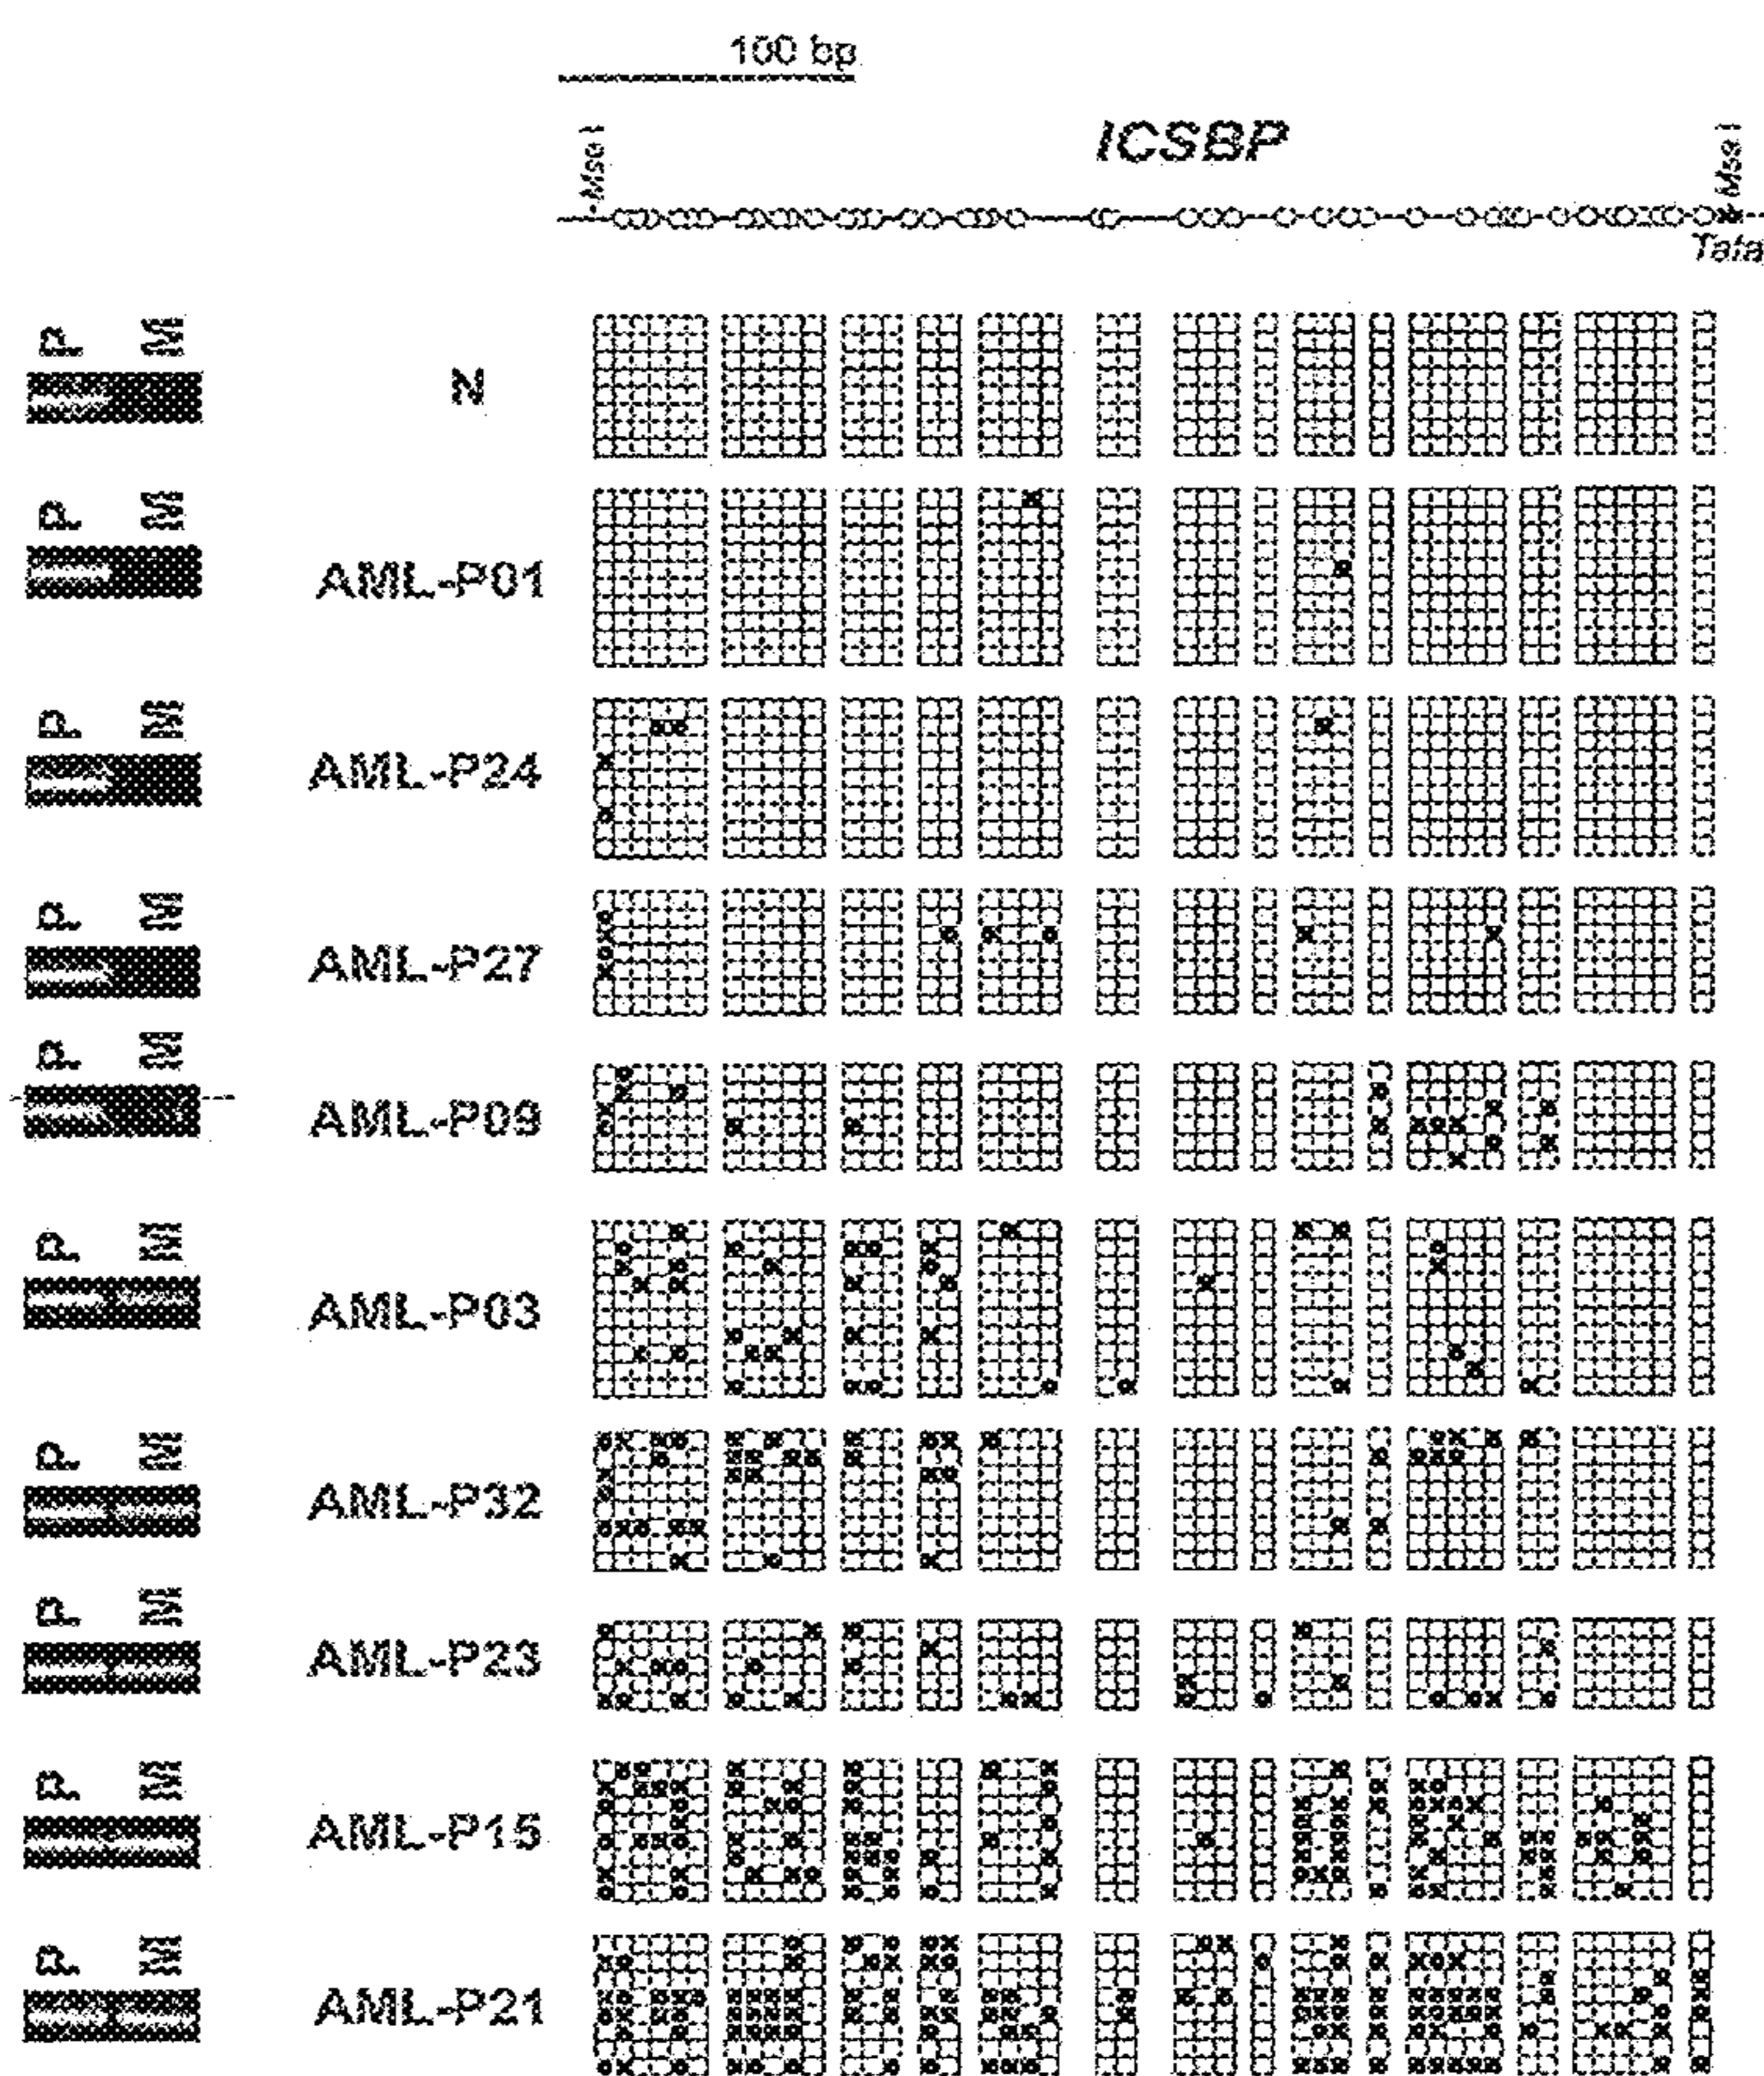 100 bp
Mse I
ICSBP
Mse I
Tata
P M
N
P M
AML-P01
P M
AML-P24
P M
AML-P27
P M
AML-P09
P M
AML-P03
P M
AML-P32
P M
AML-P23
P M
AML-P15
P M
AML-P21